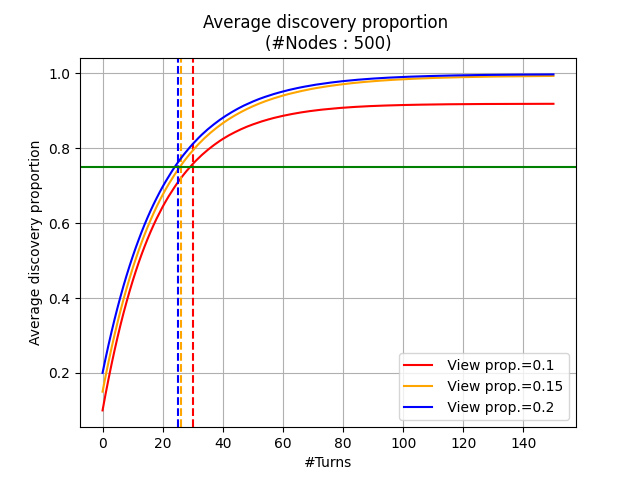 Average discovery proportion
(#Nodes : 500)
Average discovery proportion
1.0
0.8
0.6
0.4
0.2
0
20
40
60
80
100
120
140
#Turns
View prop.=0.1
View prop.=0.15
View prop.=0.2